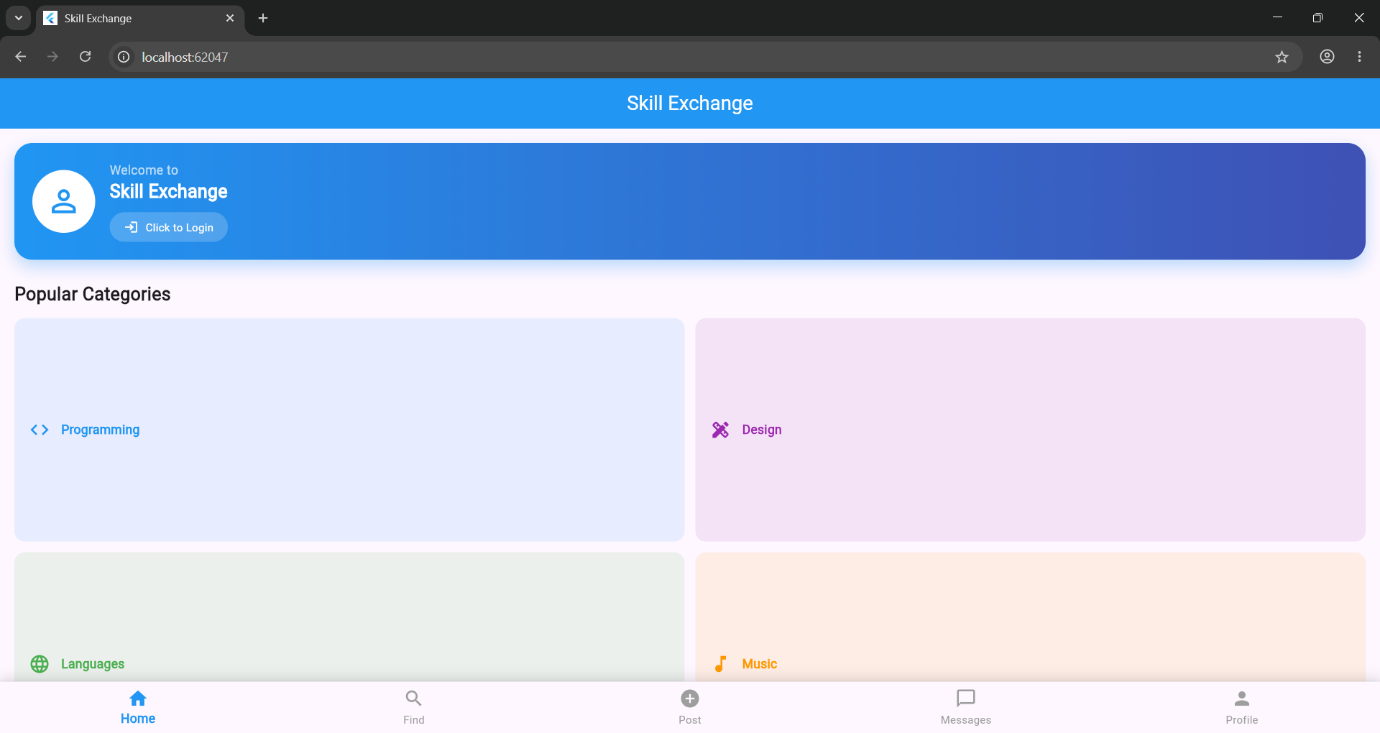 Skill Exchange
localhost:62047
Skill Exchange
Welcome to
Skill Exchange
Click to Login
Popular Categories
Programming
Design
Languages
Music
Home
Find
Post
Messages
Profile